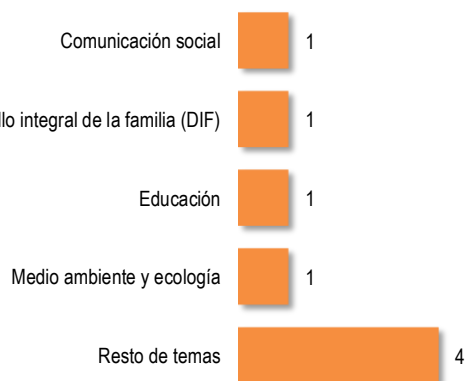 Comunicación social 1
integral de la familia (DIF) 1
Educación 1
Medio ambiente y ecología 1
Resto de temas 4